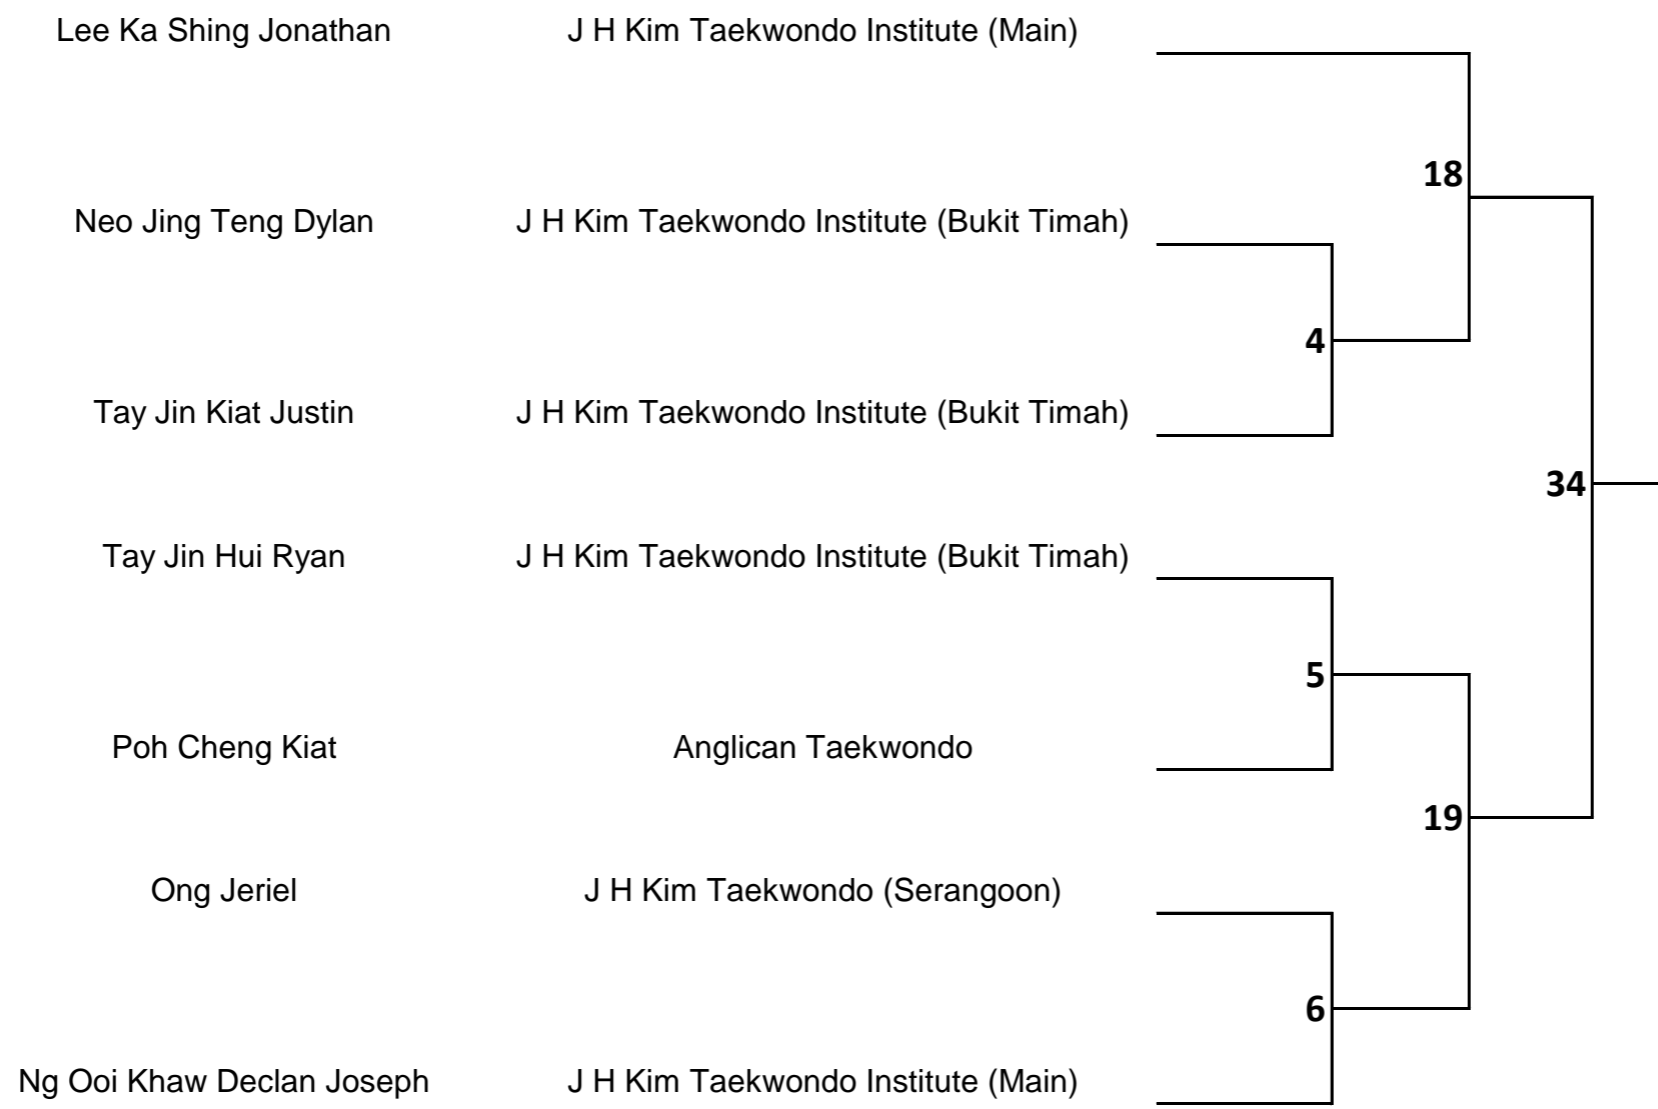 Lee Ka Shing Jonathan J H Kim Taekwondo Institute (Main)
18
Neo Jing Teng Dylan J H Kim Taekwondo Institute (Bukit Timah)
4
Tay Jin Kiat Justin J H Kim Taekwondo Institute (Bukit Timah)
34
Tay Jin Hui Ryan J H Kim Taekwondo Institute (Bukit Timah)
5
Poh Cheng Kiat Anglican Taekwondo
19
Ong Jeriel J H Kim Taekwondo (Serangoon)
6
Ng Ooi Khaw Declan Joseph J H Kim Taekwondo Institute (Main)